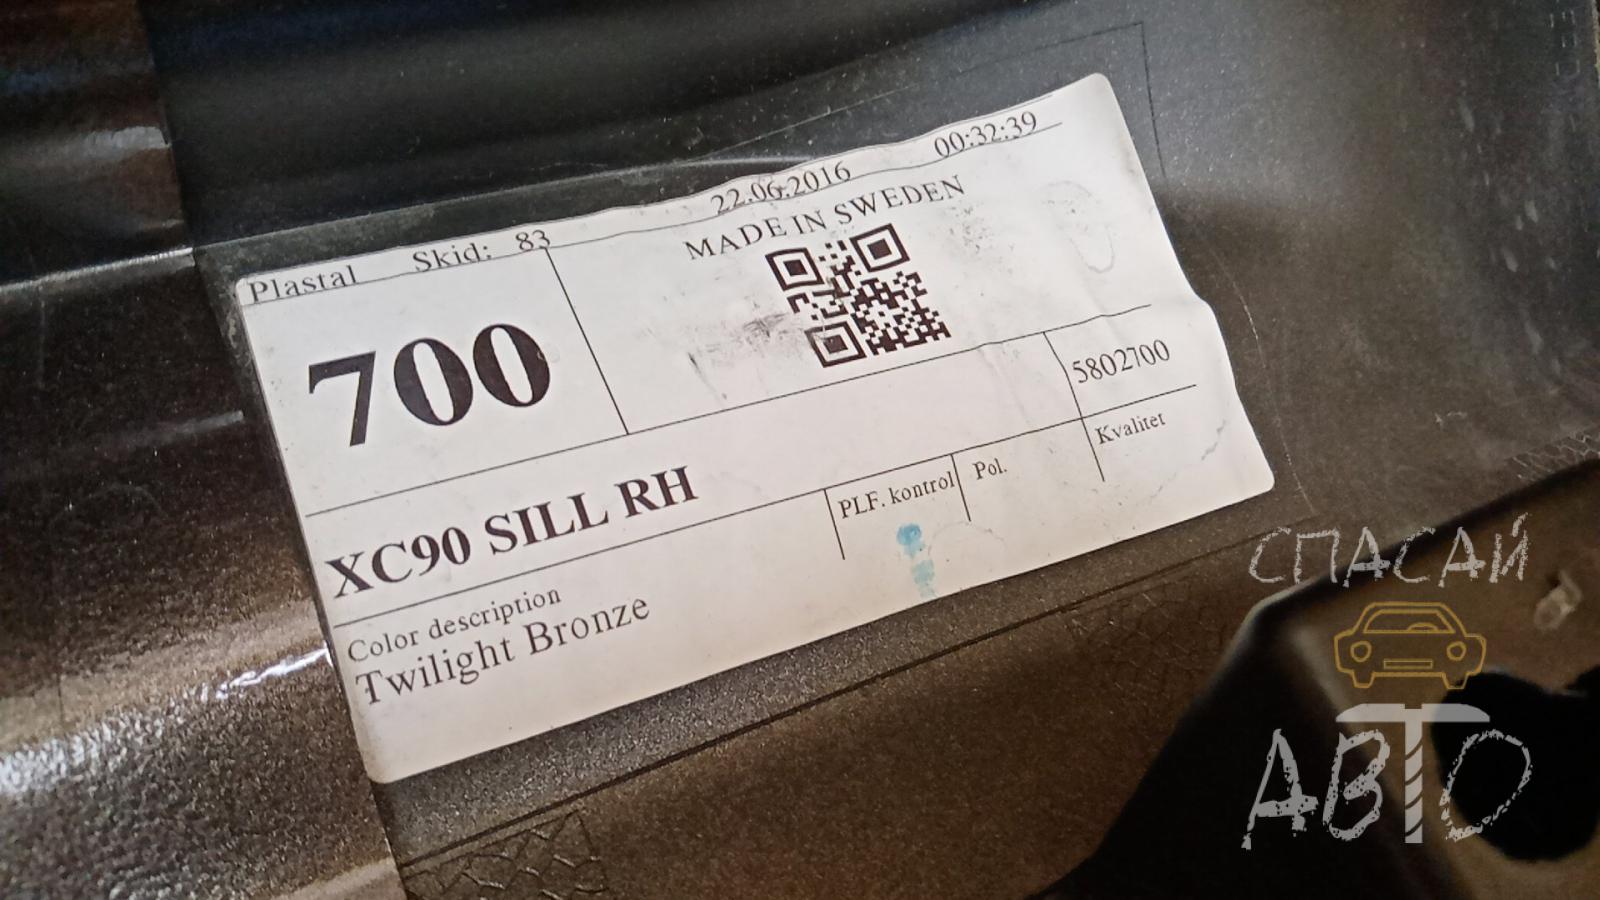 Plastal Skid: 83 22.06.2016 00:32:39
700
MADE IN SWEDEN
5802700
XC90 SILL RH
PLF. kontrol
Pol.
Kvalitet
Color description
Twilight Bronze
СПАСАЙ
АВТО